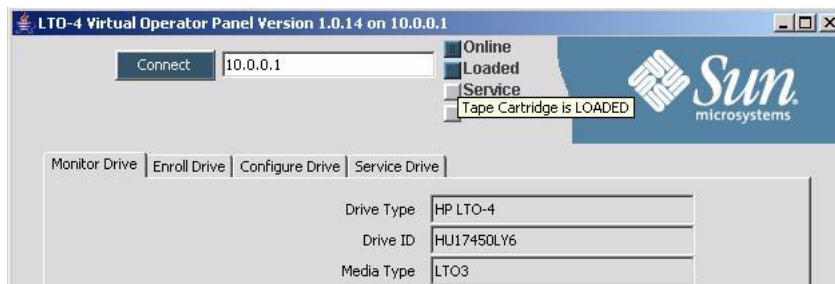 LTO-4 Virtual Operator Panel Version 1.0.14 on 10.0.0.1
Connect 10.0.0.1
Online
Loaded
Service
Tape Cartridge is LOADED
Sun
microsystems
Monitor Drive Enroll Drive Configure Drive Service Drive
Drive Type HP LTO-4
Drive ID HU17450LY6
Media Type LTO3